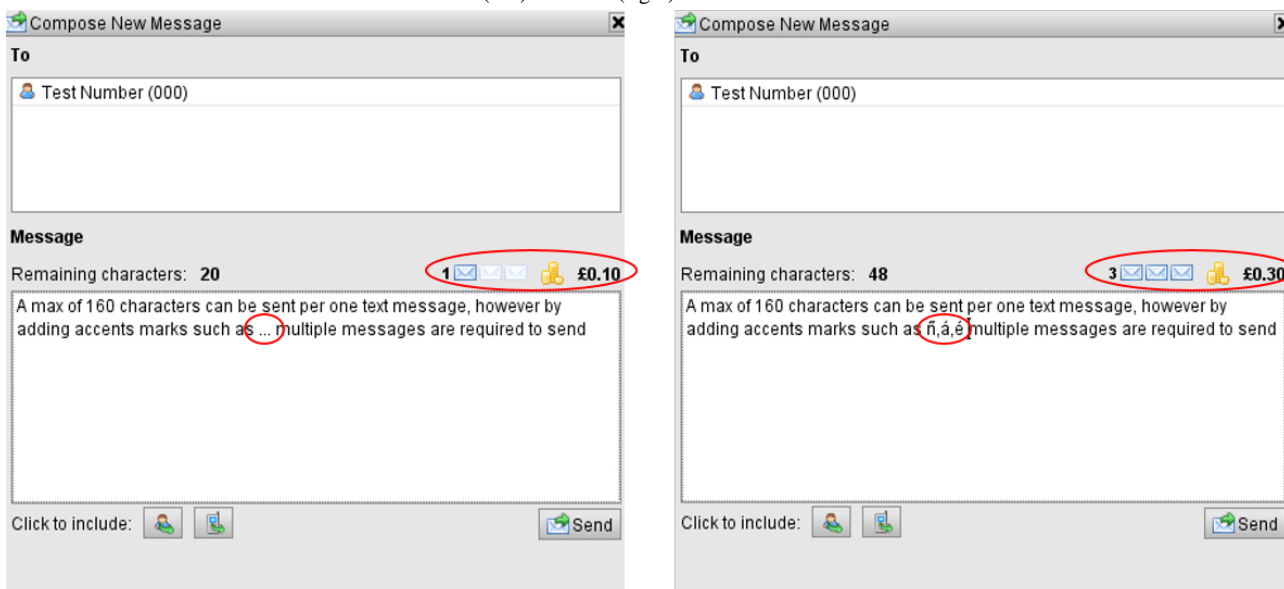 Compose New Message
To
Test Number (000)
Message
Remaining characters: 20 1 £0.10
A max of 160 characters can be sent per one text message, however by
adding accents marks such as ... multiple messages are required to send
Click to include: Send
Compose New Message
To
Test Number (000)
Message
Remaining characters: 48 3 £0.30
A max of 160 characters can be sent per one text message, however by
adding accents marks such as ñ,á,é multiple messages are required to send
Click to include: Send